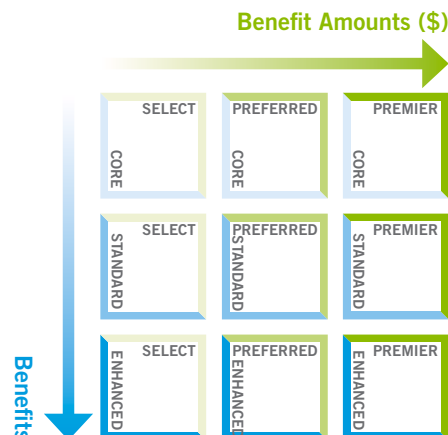 Benefit Amounts ($)
SELECT
PREFERRED
PREMIER
CORE
CORE
CORE
SELECT
PREFERRED
PREMIER
STANDARD
STANDARD
STANDARD
SELECT
PREFERRED
PREMIER
ENHANCED
ENHANCED
ENHANCED
Benefits